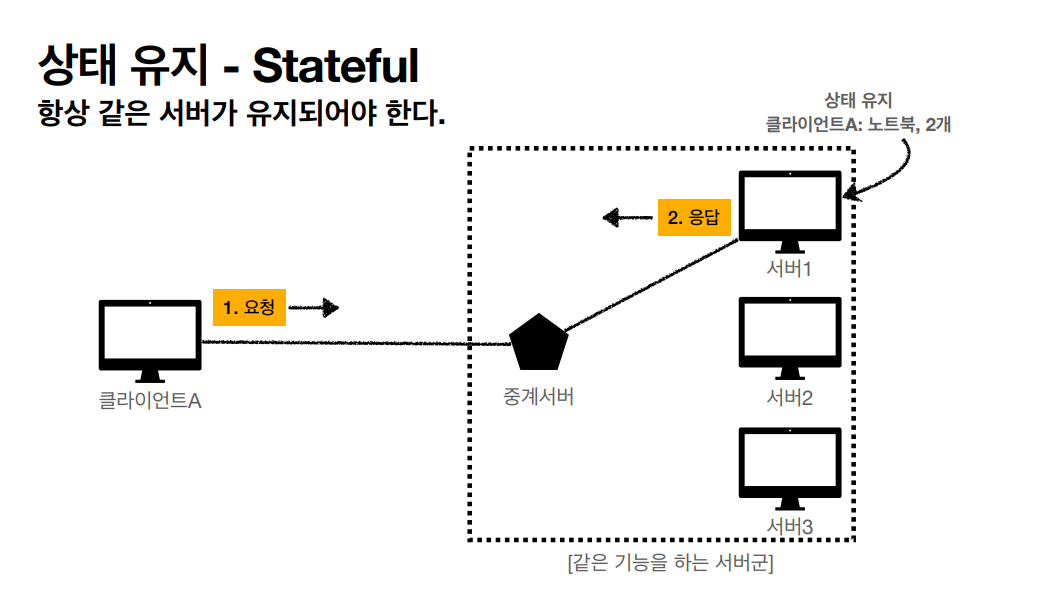 상태 유지 - Stateful
항상 같은 서버가 유지되어야 한다.
상태 유지
클라이언트A: 노트북, 2개
2. 응답
서버1
1. 요청
클라이언트A
중계서버
서버2
서버3
[같은 기능을 하는 서버군]